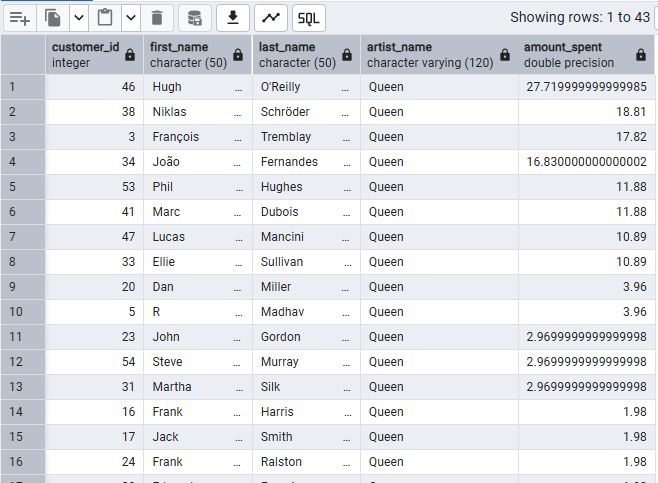 SQL Showing rows: 1 to 43
customer_id first_name last_name artist_name amount_spent
integer character (50) character (50) character varying (120) double precision
1 46 Hugh ... O'Reilly ... Queen 27.719999999999985
2 38 Niklas ... Schröder ... Queen 18.81
3 3 François ... Tremblay ... Queen 17.82
4 34 João ... Fernandes ... Queen 16.830000000000002
5 53 Phil ... Hughes ... Queen 11.88
6 41 Marc ... Dubois ... Queen 11.88
7 47 Lucas ... Mancini ... Queen 10.89
8 33 Ellie ... Sullivan ... Queen 10.89
9 20 Dan ... Miller ... Queen 3.96
10 5 R ... Madhav ... Queen 3.96
11 23 John ... Gordon ... Queen 2.9699999999999998
12 54 Steve ... Murray ... Queen 2.9699999999999998
13 31 Martha ... Silk ... Queen 2.9699999999999998
14 16 Frank ... Harris ... Queen 1.98
15 17 Jack ... Smith ... Queen 1.98
16 24 Frank ... Ralston ... Queen 1.98